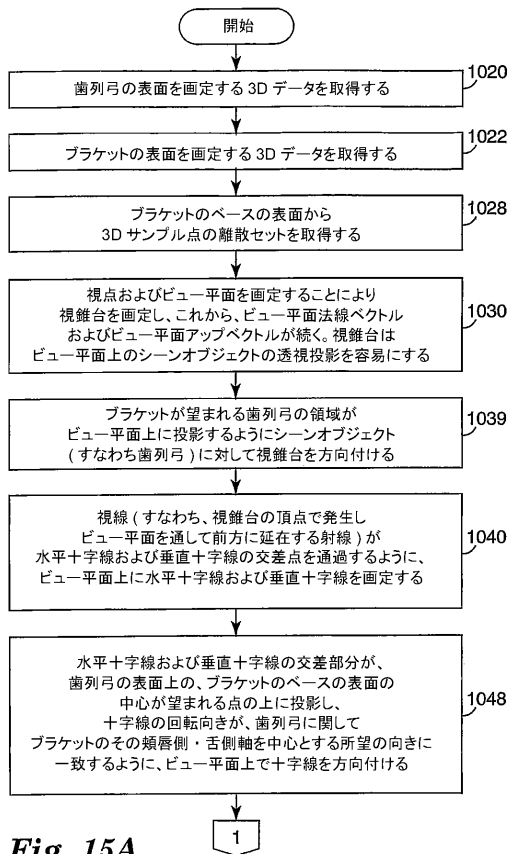 開始
歯列弓の表面を画定する 3D データを取得する
1020
ブラケットの表面を画定する 3D データを取得する
1022
ブラケットのベースの表面から
3D サンプル点の離散セットを取得する
1028
視点およびビュー平面を画定することにより
視錐台を画定し、これから、ビュー平面法線ベクトル
およびビュー平面アップベクトルが続く。視錐台は
ビュー平面上のシーンオブジェクトの透視投影を容易にする
1030
ブラケットが望まれる歯列弓の領域が
ビュー平面上に投影するようにシーンオブジェクト
(すなわち歯列弓) に対して視錐台を方向付ける
1039
視線 (すなわち、視錐台の頂点で発生し
ビュー平面を通して前方に延在する射線) が
水平十字線および垂直十字線の交差点を通過するように、
ビュー平面上に水平十字線および垂直十字線を画定する
1040
水平十字線および垂直十字線の交差部分が、
歯列弓の表面上の、ブラケットのベースの表面の
中心が望まれる点の上に投影し、
十字線の回転向きが、歯列弓に関して
ブラケットのその頬唇側・舌側軸を中心とする所望の向きに
一致するように、ビュー平面上で十字線を方向付ける
1048
1
Fig. 15A